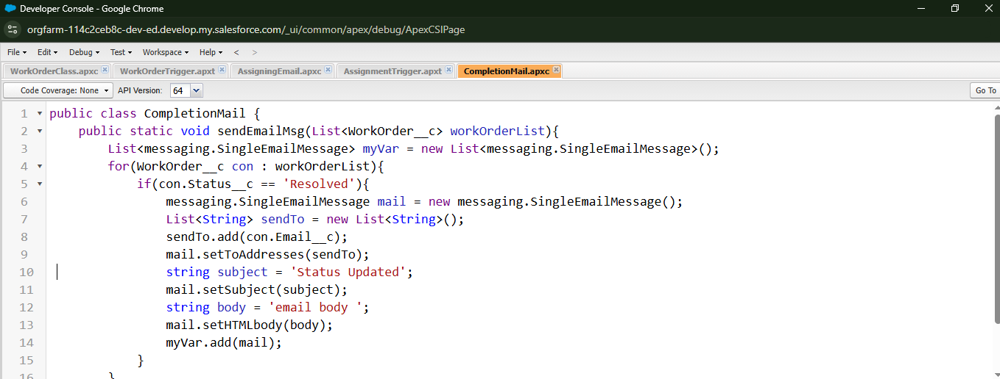 Developer Console - Google Chrome
orgfarm-114c2ceb8c-dev-ed.develop.my.salesforce.com/_ui/common/apex/debug/ApexCSIPage
File Edit Debug Test Workspace Help < >
WorkOrderClass.apxc WorkOrderTrigger.apxt AssigningEmail.apxc AssignmentTrigger.apxt CompletionMail.apxc
Code Coverage: None API Version: 64 Go To
1 public class CompletionMail {
2 public static void sendEmailMsg(List<WorkOrder__c> workOrderList){
3 List<messaging.SingleEmailMessage> myVar = new List<messaging.SingleEmailMessage>();
4 for(WorkOrder__c con : workOrderList){
5 if(con.Status__c == 'Resolved'){
6 messaging.SingleEmailMessage mail = new messaging.SingleEmailMessage();
7 List<String> sendTo = new List<String>();
8 sendTo.add(con.Email__c);
9 mail.setToAddresses(sendTo);
10 string subject = 'Status Updated';
11 mail.setSubject(subject);
12 string body = 'email body ';
13 mail.setHTMLbody(body);
14 myVar.add(mail);
15 }
16 }